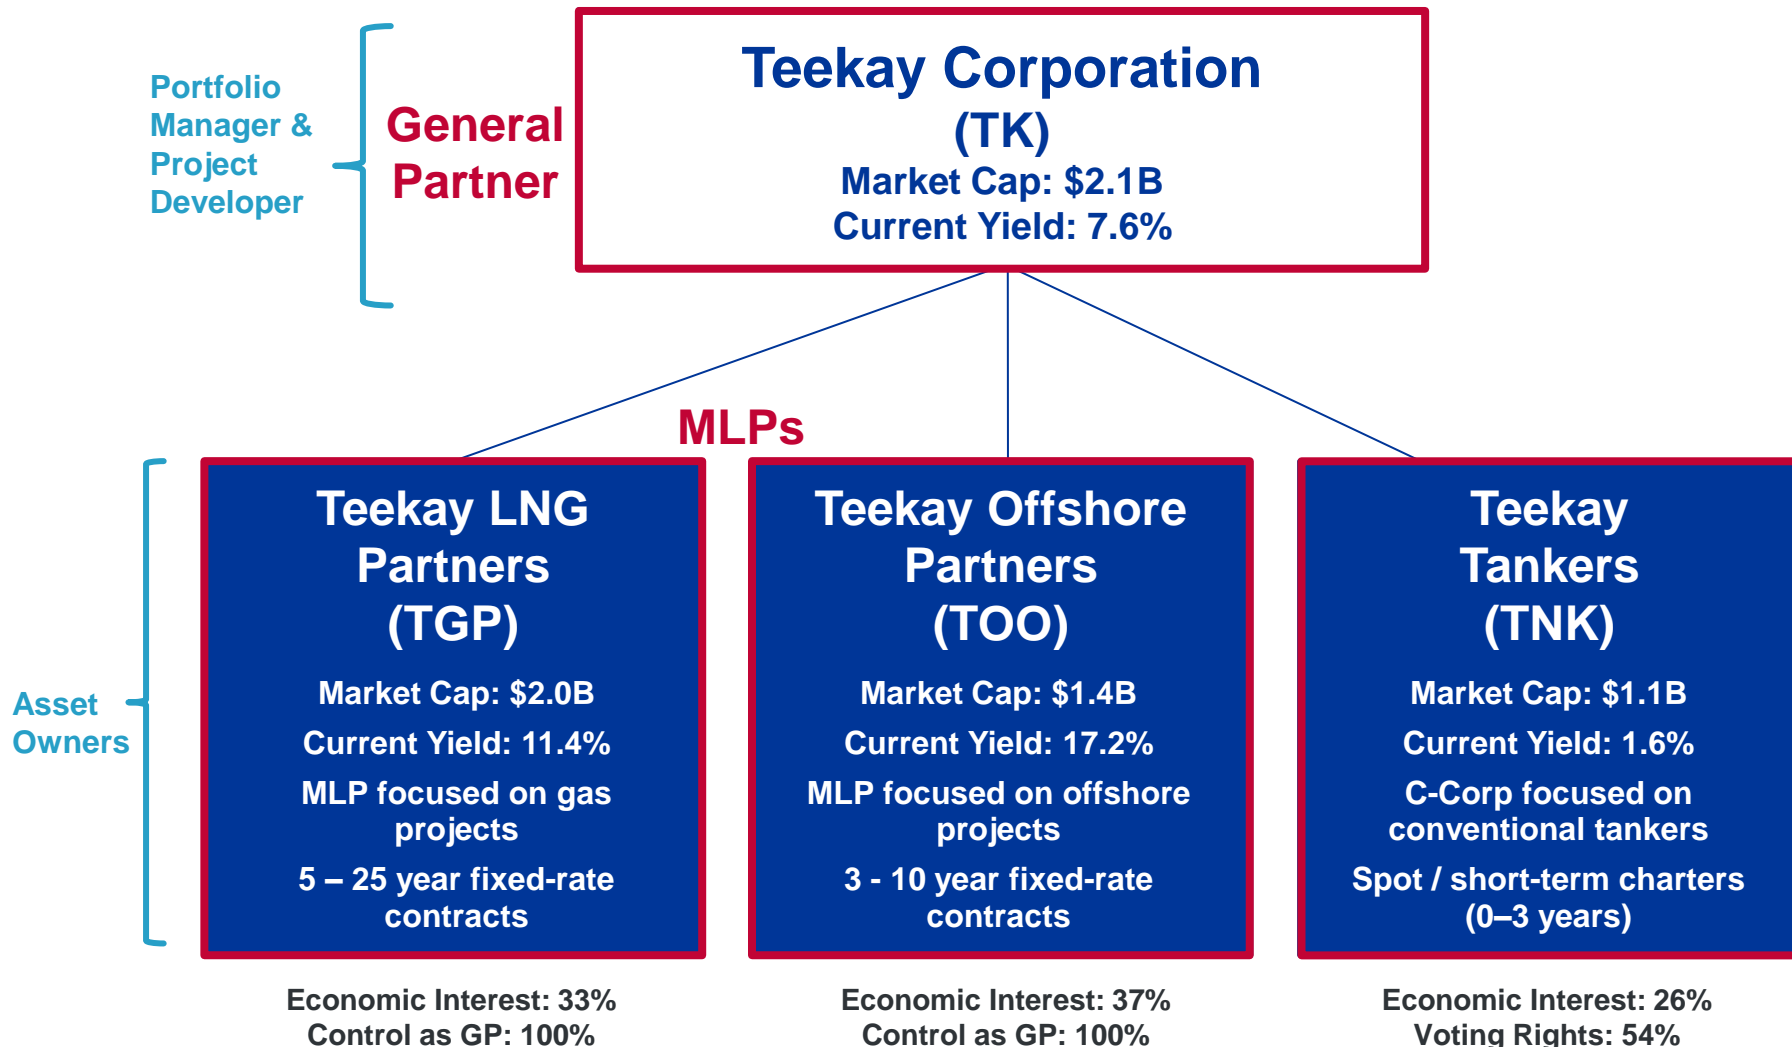 Portfolio
Manager &
Project
Developer
General
Partner
Teekay Corporation
(TK)
Market Cap: $2.1B
Current Yield: 7.6%
MLPs
Asset
Owners
Teekay LNG
Partners
(TGP)
Market Cap: $2.0B
Current Yield: 11.4%
MLP focused on gas
projects
5 – 25 year fixed-rate
contracts
Economic Interest: 33%
Control as GP: 100%
Teekay Offshore
Partners
(TOO)
Market Cap: $1.4B
Current Yield: 17.2%
MLP focused on offshore
projects
3 - 10 year fixed-rate
contracts
Economic Interest: 37%
Control as GP: 100%
Teekay
Tankers
(TNK)
Market Cap: $1.1B
Current Yield: 1.6%
C-Corp focused on
conventional tankers
Spot / short-term charters
(0–3 years)
Economic Interest: 26%
Voting Rights: 54%